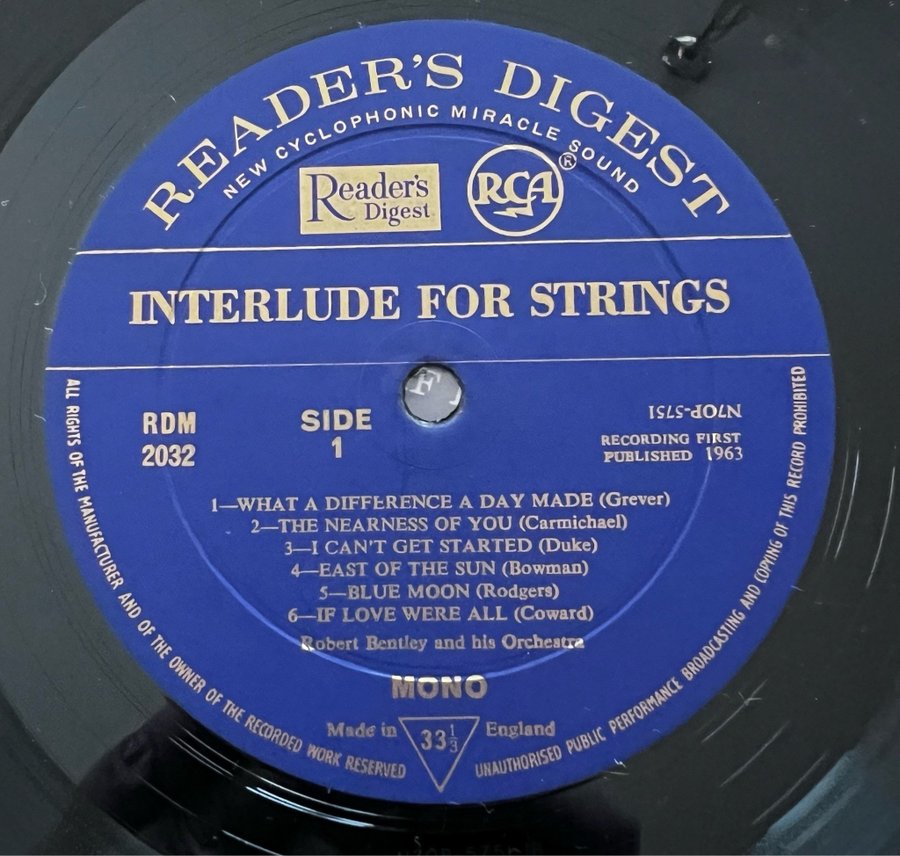 READER'S DIGEST
NEW CYCLOPHONIC MIRACLE SOUND
Reader's
Digest
RCA
®
INTERLUDE FOR STRINGS
F
RDM
2032
SIDE
1
N7OP-5751
RECORDING FIRST
PUBLISHED 1963
1—WHAT A DIFFERENCE A DAY MADE (Grever)
2—THE NEARNESS OF YOU (Carmichael)
3—I CAN'T GET STARTED (Duke)
4—EAST OF THE SUN (Bowman)
5—BLUE MOON (Rodgers)
6—IF LOVE WERE ALL (Coward)
Robert Bentley and his Orchestra
MONO
Made in 33⅓ England
ALL RIGHTS OF THE MANUFACTURER AND OF THE OWNER OF THE RECORDED WORK RESERVED
UNAUTHORISED PUBLIC PERFORMANCE BROADCASTING AND COPYING OF THIS RECORD PROHIBITED